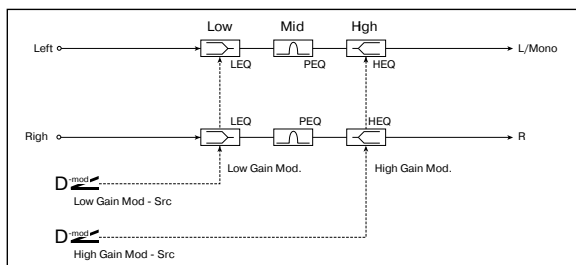 Low Mid Hgh
Left L/Mono
LEQ PEQ HEQ
LEQ PEQ HEQ
Righ R
Low Gain Mod. High Gain Mod.
D-mod
Low Gain Mod - Src
D-mod
High Gain Mod - Src